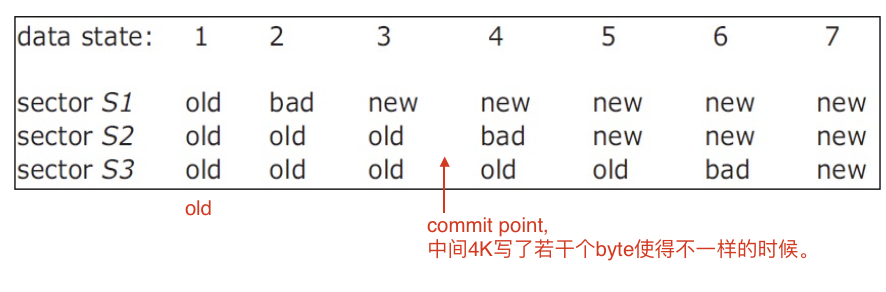 data state: 1 2 3 4 5 6 7
sector S1 old bad new new new new new
sector S2 old old old bad new new new
sector S3 old old old old old bad new
old
commit point,
中间4K写了若干个byte使得不一样的时候。